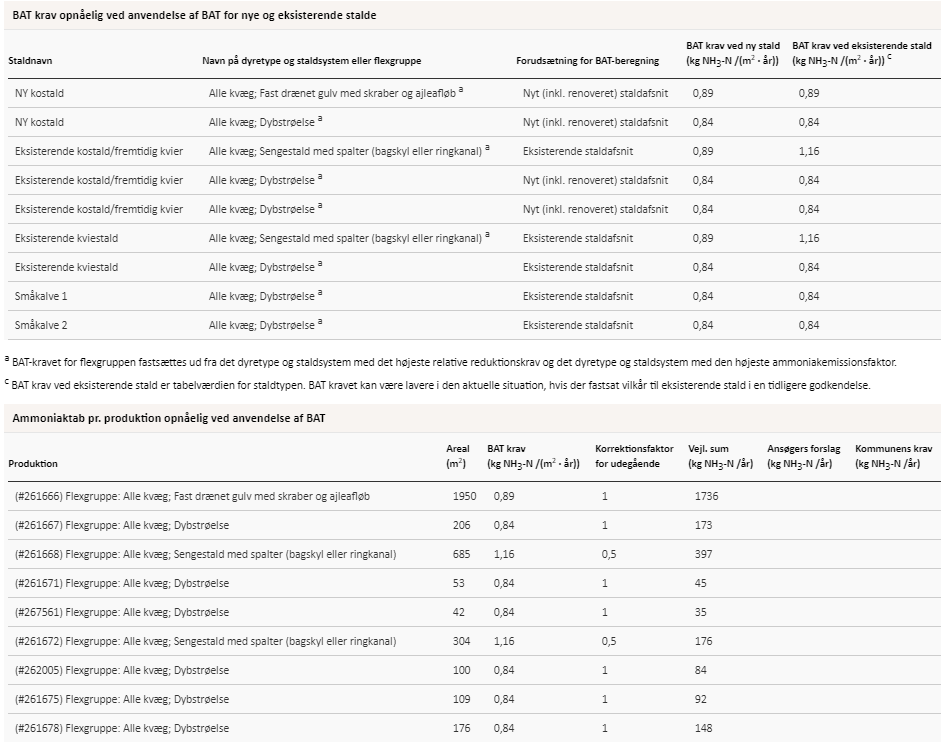 BAT krav opnåelig ved anvendelse af BAT for nye og eksisterende stalde
Staldnavn Navn på dyretype og staldsystem eller flexgruppe Forudsætning for BAT-beregning BAT krav ved ny stald (kg NH3-N /(m² · år)) BAT krav ved eksisterende stald (kg NH3-N /(m² · år)) c
NY kostald Alle kvæg; Fast drænet gulv med skraber og ajleafløb a Nyt (inkl. renoveret) staldafsnit 0,89 0,89
NY kostald Alle kvæg; Dybstrøelse a Nyt (inkl. renoveret) staldafsnit 0,84 0,84
Eksisterende kostald/fremtidig kvier Alle kvæg; Sengestald med spalter (bagskyl eller ringkanal) a Eksisterende staldafsnit 0,89 1,16
Eksisterende kostald/fremtidig kvier Alle kvæg; Dybstrøelse a Nyt (inkl. renoveret) staldafsnit 0,84 0,84
Eksisterende kostald/fremtidig kvier Alle kvæg; Dybstrøelse a Nyt (inkl. renoveret) staldafsnit 0,84 0,84
Eksisterende kviestald Alle kvæg; Sengestald med spalter (bagskyl eller ringkanal) a Eksisterende staldafsnit 0,89 1,16
Eksisterende kviestald Alle kvæg; Dybstrøelse a Eksisterende staldafsnit 0,84 0,84
Småkalve 1 Alle kvæg; Dybstrøelse a Eksisterende staldafsnit 0,84 0,84
Småkalve 2 Alle kvæg; Dybstrøelse a Eksisterende staldafsnit 0,84 0,84
a BAT-kravet for flexgruppen fastsættes ud fra det dyretype og staldsystem med det højeste relative reduktionskrav og det dyretype og staldsystem med den højeste ammoniakemissionsfaktor.
c BAT krav ved eksisterende stald er tabelværdien for staldtypen. BAT kravet kan være lavere i den aktuelle situation, hvis der fastsat vilkår til eksisterende stald i en tidligere godkendelse.
Ammoniaktab pr. produktion opnåelig ved anvendelse af BAT
Produktion Areal (m²) BAT krav (kg NH3-N /(m² · år)) Korrektionsfaktor for udegående Vejl. sum (kg NH3-N /år) Ansøgers forslag (kg NH3-N /år) Kommunens krav (kg NH3-N /år)
(#261666) Flexgruppe: Alle kvæg; Fast drænet gulv med skraber og ajleafløb 1950 0,89 1 1736
(#261667) Flexgruppe: Alle kvæg; Dybstrøelse 206 0,84 1 173
(#261668) Flexgruppe: Alle kvæg; Sengestald med spalter (bagskyl eller ringkanal) 685 1,16 0,5 397
(#261671) Flexgruppe: Alle kvæg; Dybstrøelse 53 0,84 1 45
(#267561) Flexgruppe: Alle kvæg; Dybstrøelse 42 0,84 1 35
(#261672) Flexgruppe: Alle kvæg; Sengestald med spalter (bagskyl eller ringkanal) 304 1,16 0,5 176
(#262005) Flexgruppe: Alle kvæg; Dybstrøelse 100 0,84 1 84
(#261675) Flexgruppe: Alle kvæg; Dybstrøelse 109 0,84 1 92
(#261678) Flexgruppe: Alle kvæg; Dybstrøelse 176 0,84 1 148